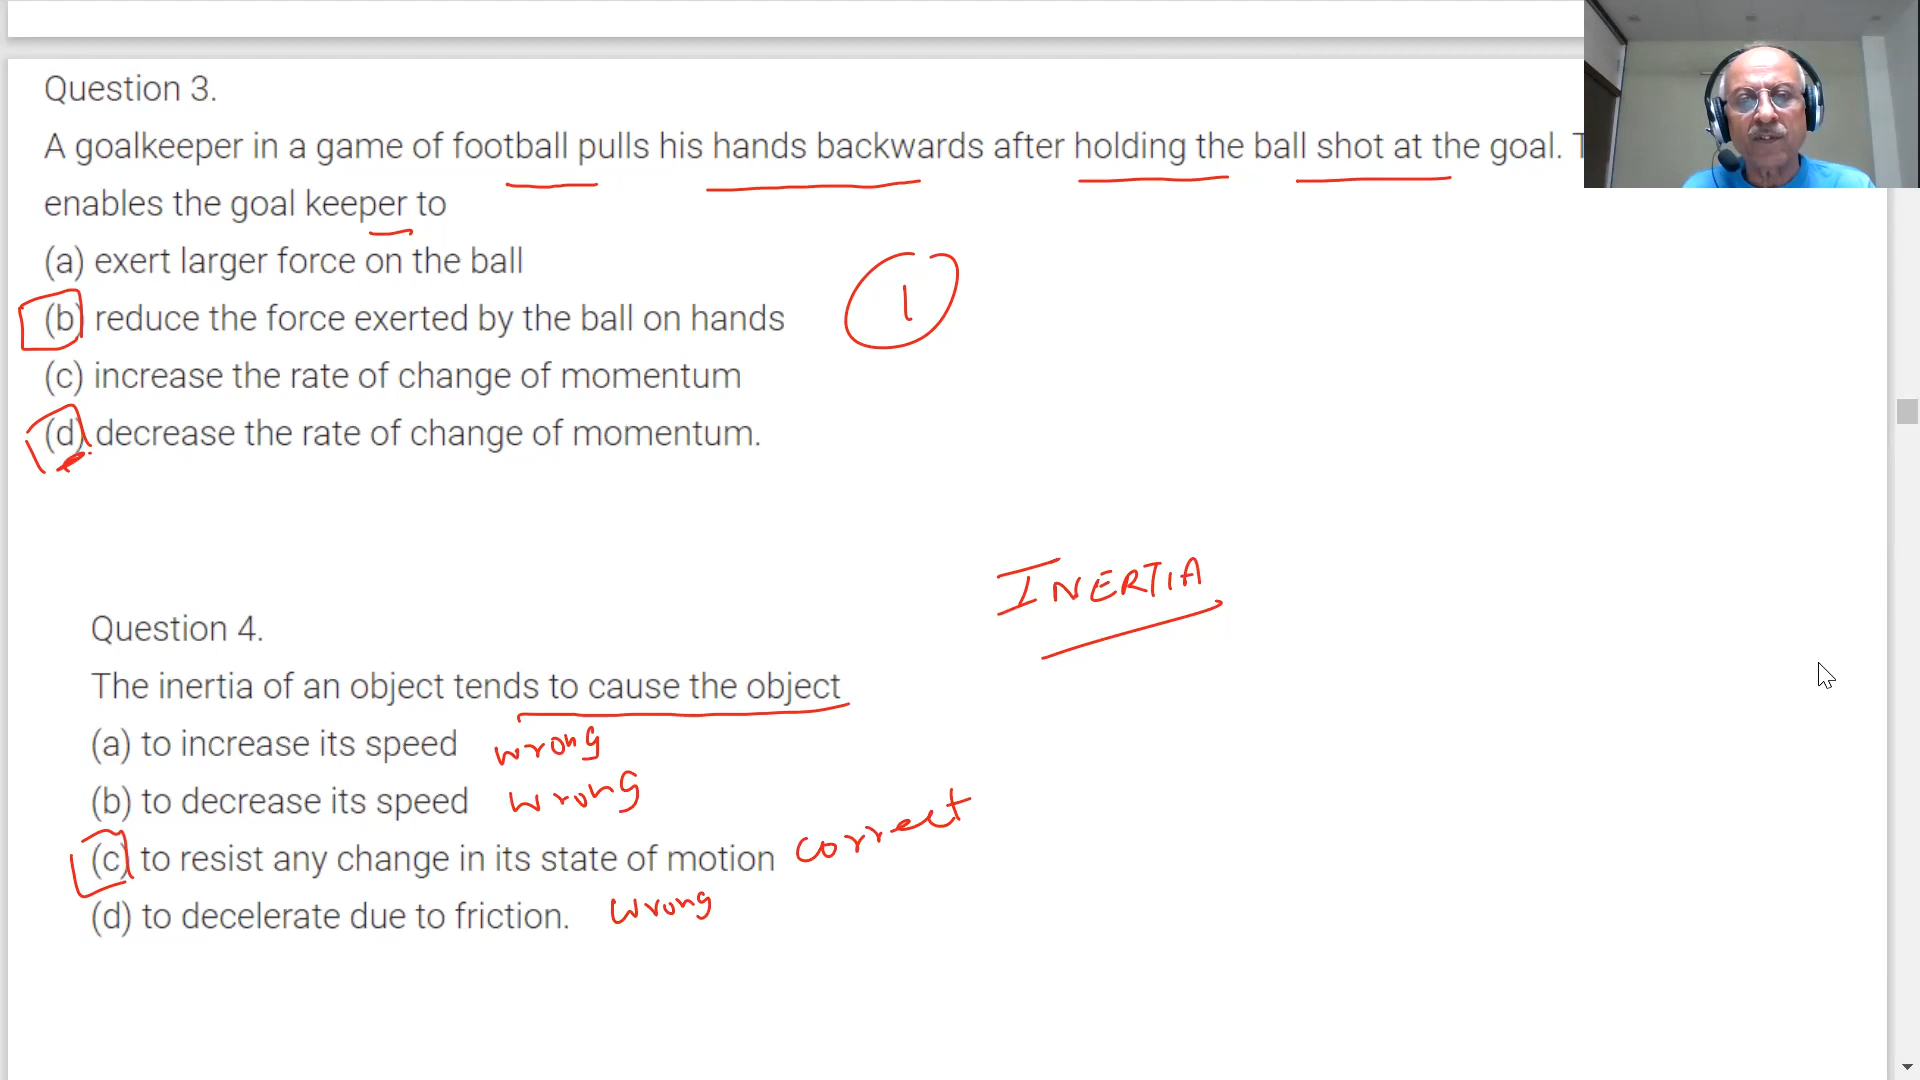 Question 3.
A goalkeeper in a game of football pulls his hands backwards after holding the ball shot at the goal.
enables the goal keeper to
(a) exert larger force on the ball
(b) reduce the force exerted by the ball on hands
1
(c) increase the rate of change of momentum
(d) decrease the rate of change of momentum.
INERTIA
Question 4.
The inertia of an object tends to cause the object
(a) to increase its speed wrong
(b) to decrease its speed wrong
(c) to resist any change in its state of motion correct
(d) to decelerate due to friction. wrong